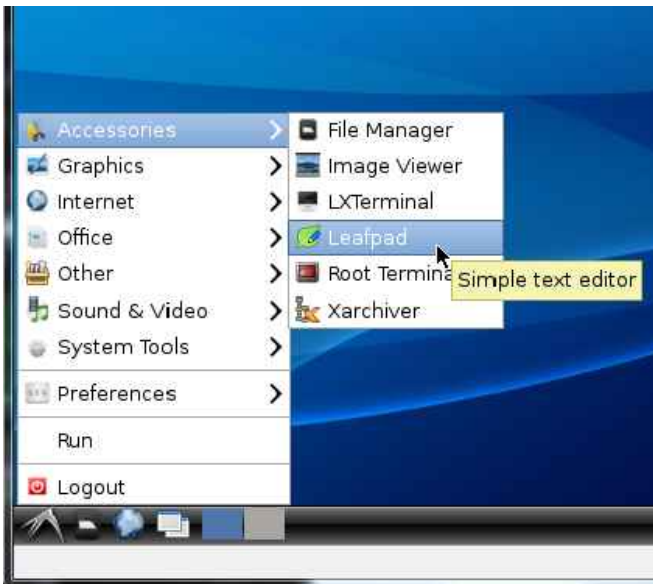 Accessories
Graphics
Internet
Office
Other
Sound & Video
System Tools
Preferences
Run
Logout
File Manager
Image Viewer
LXTerminal
Leafpad
Root Termina
Xarchiver
Simple text editor